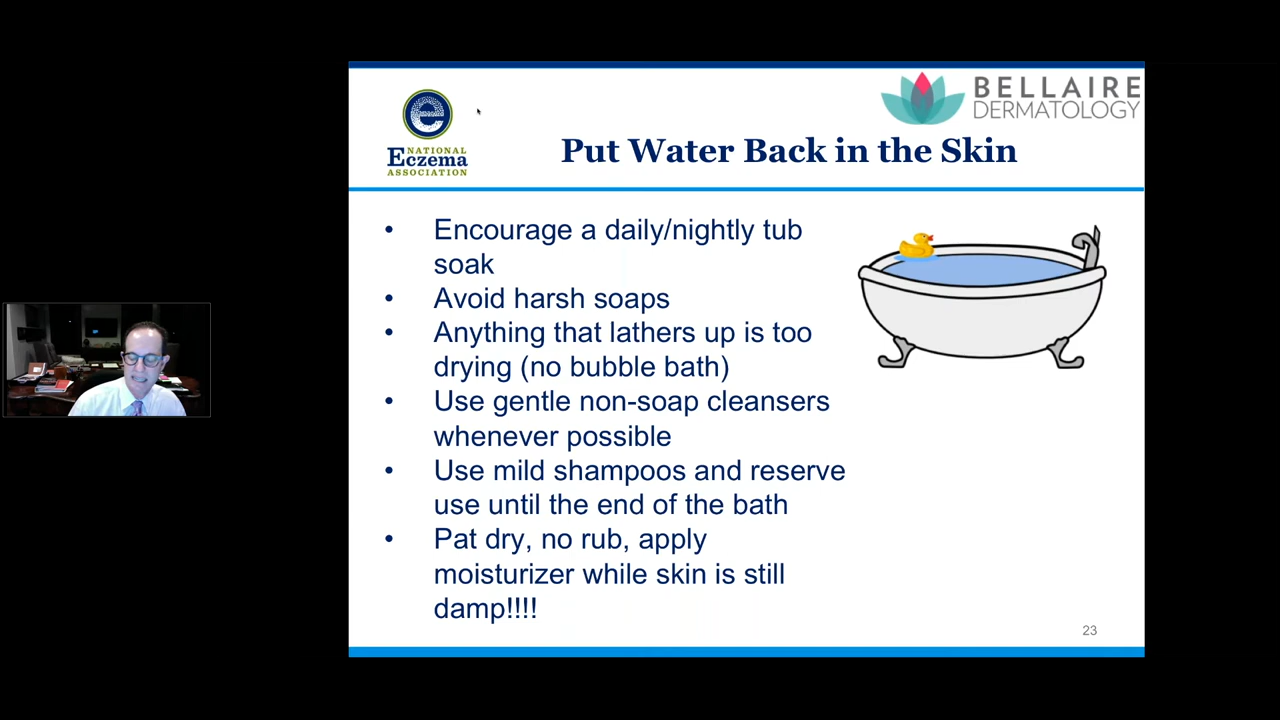 e
NATIONAL
Eczema
ASSOCIATION
BELLAIRE
DERMATOLOGY
Put Water Back in the Skin
• Encourage a daily/nightly tub
soak
• Avoid harsh soaps
• Anything that lathers up is too
drying (no bubble bath)
• Use gentle non-soap cleansers
whenever possible
• Use mild shampoos and reserve
use until the end of the bath
• Pat dry, no rub, apply
moisturizer while skin is still
damp!!!!
23